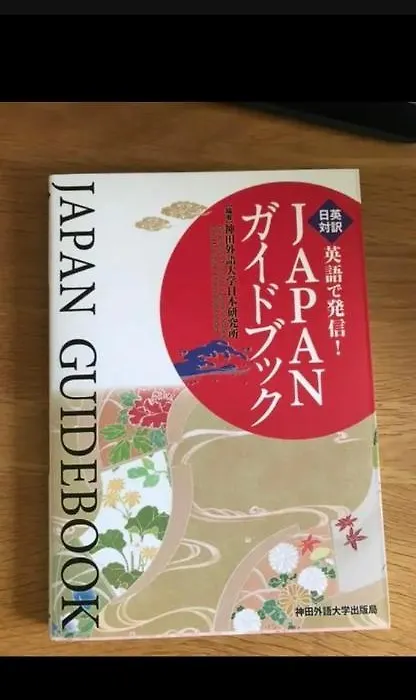 日英
対訳
英語で発信!
JAPAN
ガイドブック
[編著]神田外語大学日本研究所
JAPAN GUIDEBOOK
神田外語大学出版局